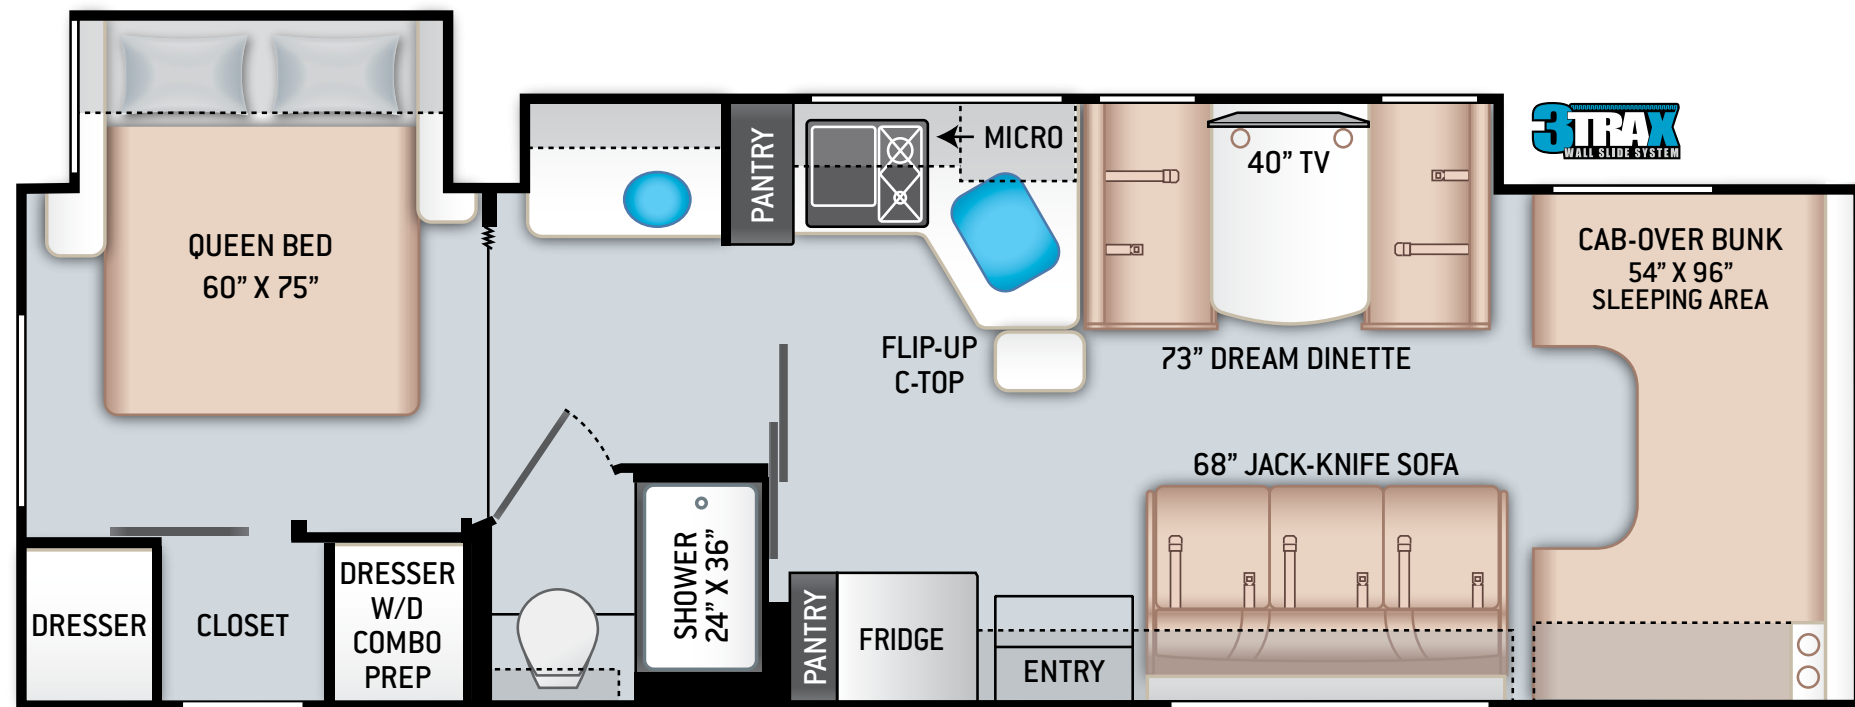 QUEEN BED
60” X 75”
PANTRY
MICRO
40” TV
3TRAX
WALL SLIDE SYSTEM
CAB-OVER BUNK
54” X 96”
SLEEPING AREA
FLIP-UP
C-TOP
73” DREAM DINETTE
68” JACK-KNIFE SOFA
DRESSER
CLOSET
DRESSER
W/D
COMBO
PREP
SHOWER
24” X 36”
PANTRY
FRIDGE
ENTRY